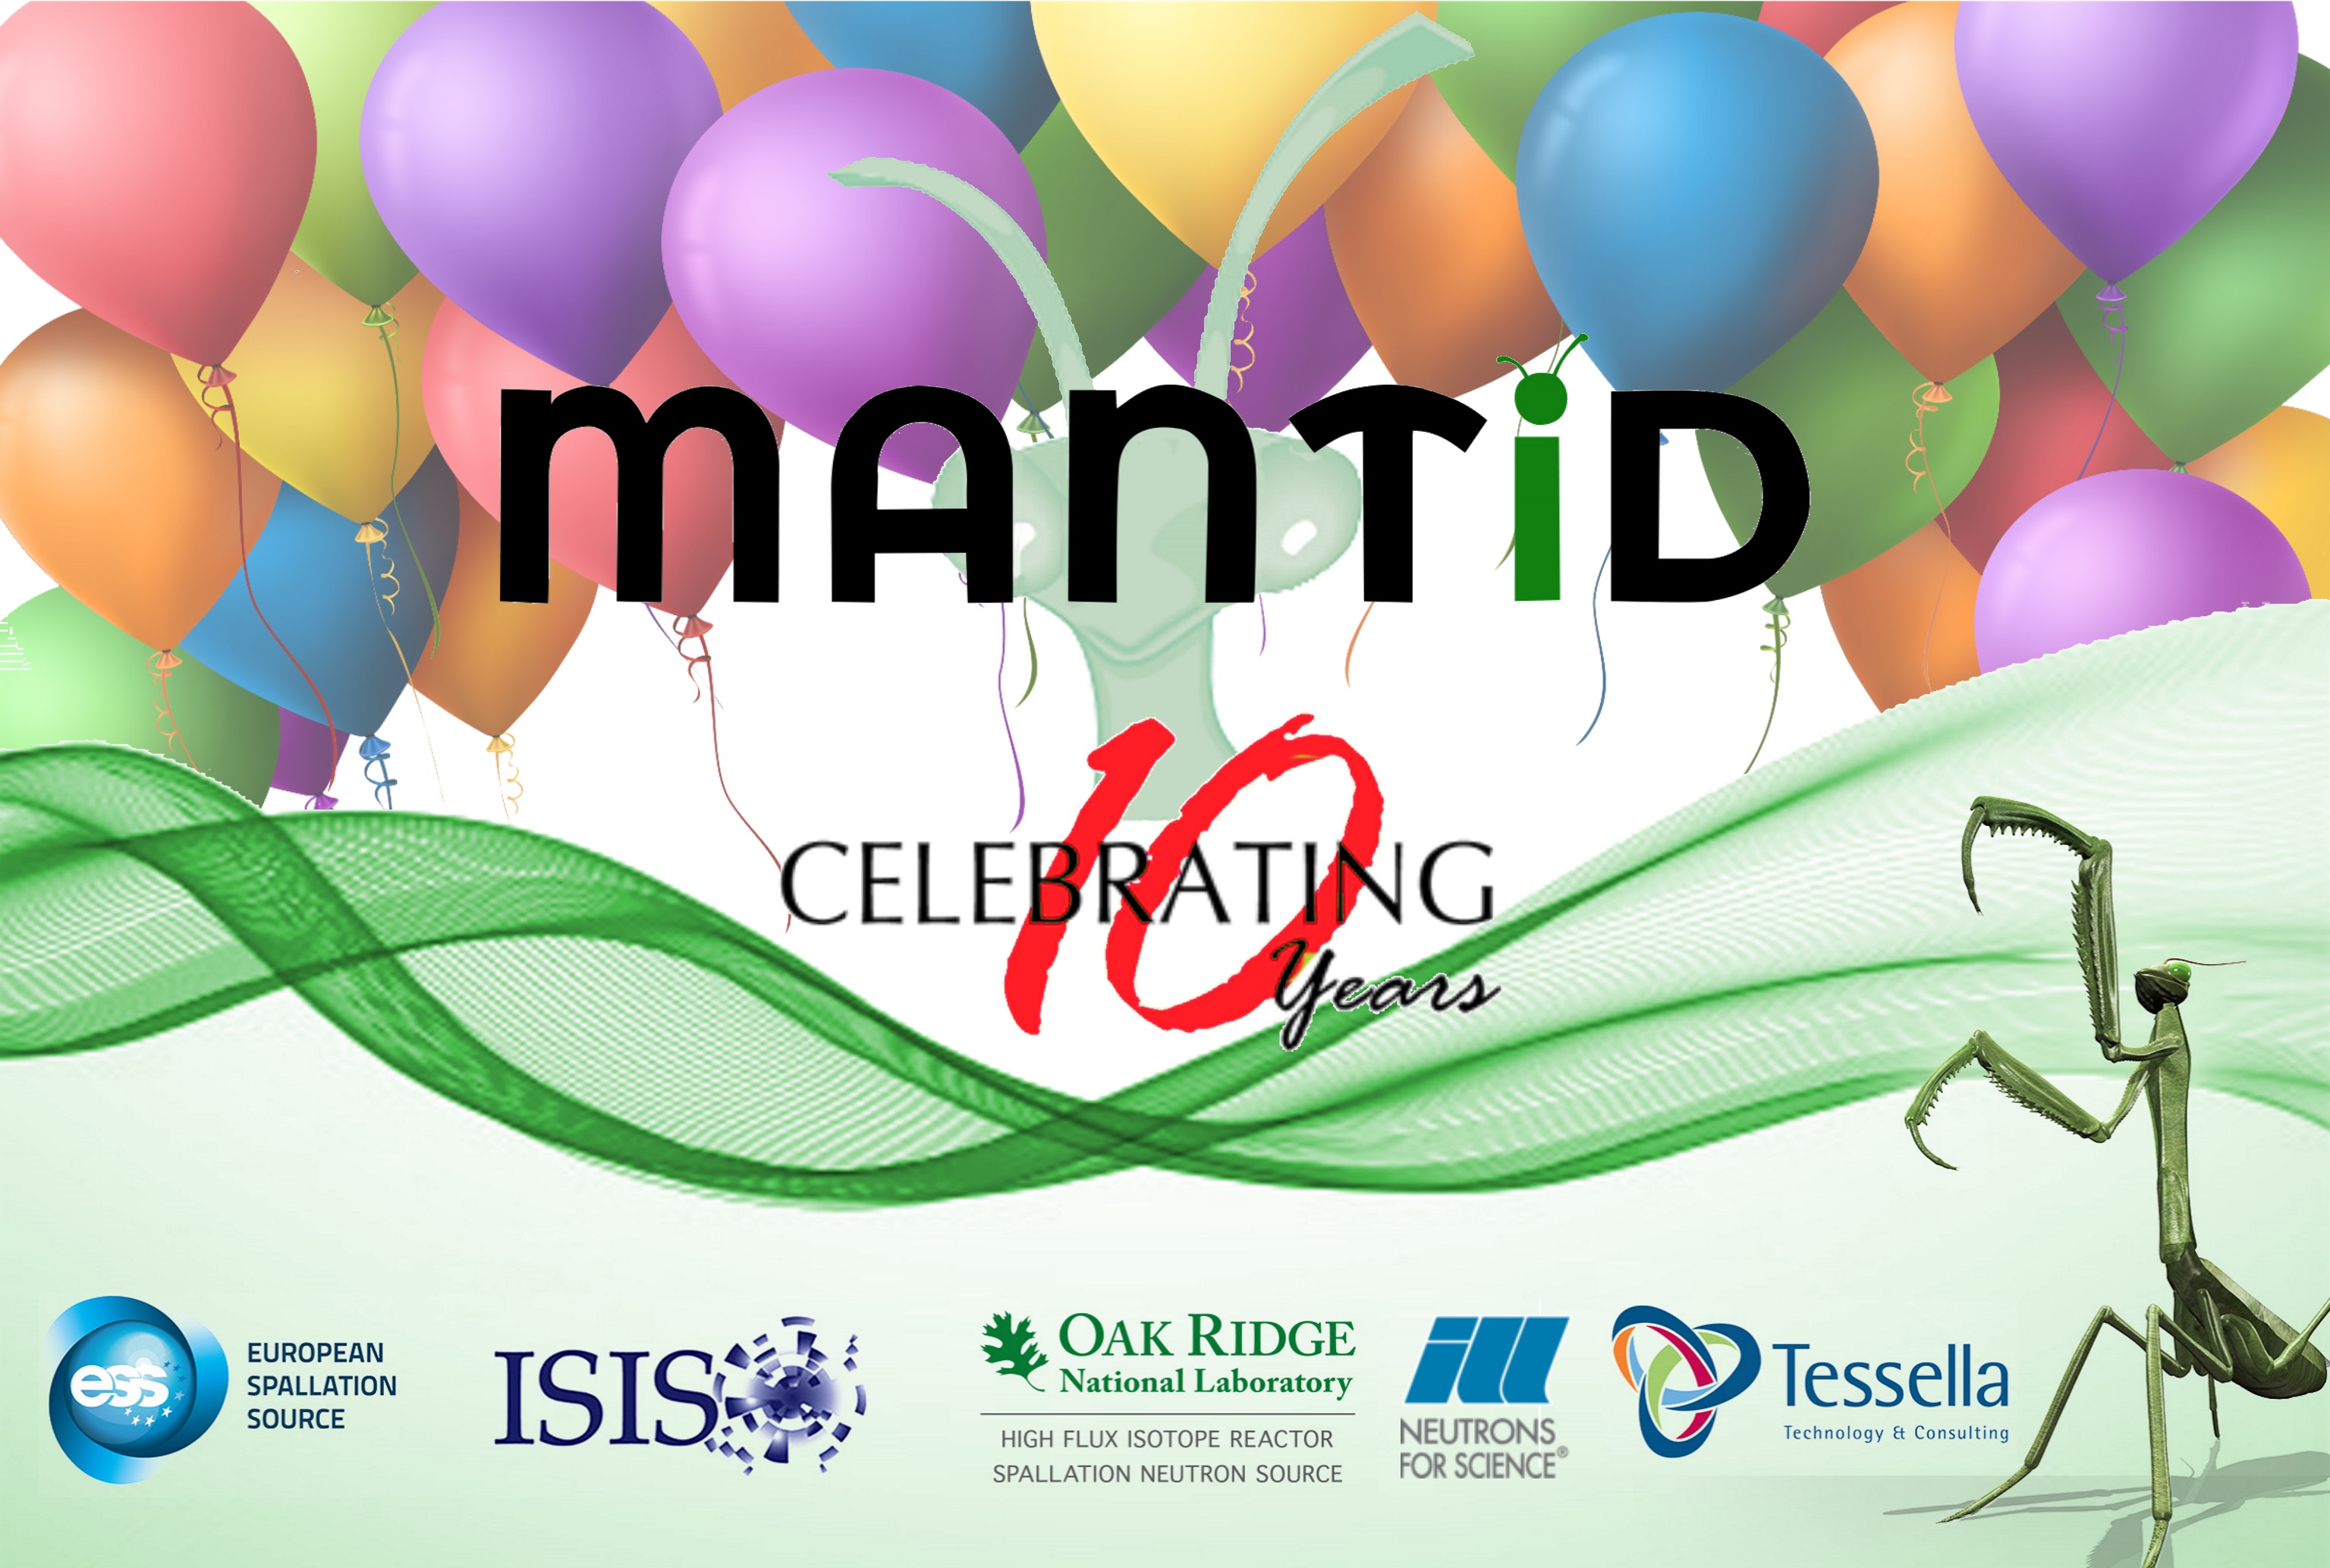 mANTiD
10
CELEBRATING
Years
ess
EUROPEAN
SPALLATION
SOURCE
ISIS
OAK RIDGE
National Laboratory
HIGH FLUX ISOTOPE REACTOR
SPALLATION NEUTRON SOURCE
ill
NEUTRONS
FOR SCIENCE®
Tessella
Technology & Consulting